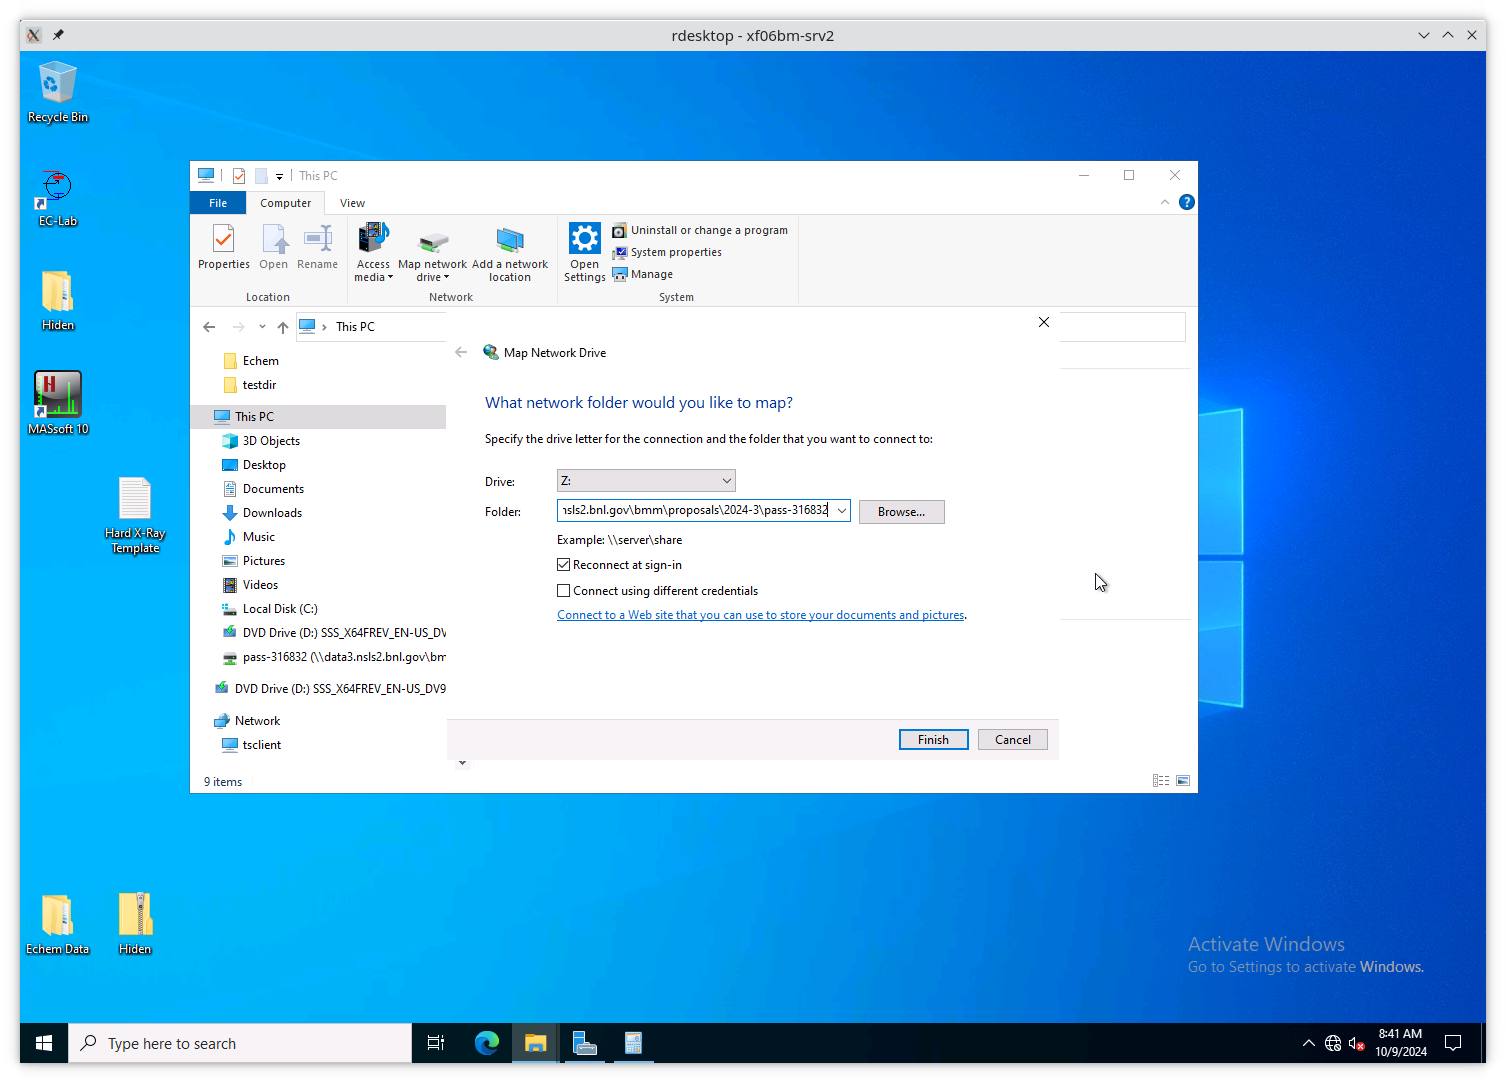 rdesktop - xf06bm-srv2
Recycle Bin
EC-Lab
Hiden
MASsoft 10
Hard X-Ray
Template
Echem Data
Hiden
This PC
File
Computer
View
Properties
Open
Rename
Access
media
Map network
drive
Add a network
location
Open
Settings
Uninstall or change a program
System properties
Manage
Location
Network
System
This PC
Echem
testdir
This PC
3D Objects
Desktop
Documents
Downloads
Music
Pictures
Videos
Local Disk (C:)
DVD Drive (D:) SSS_X64FREV_EN-US_DV
pass-316832 (\\data3.nsls2.bnl.gov\bm
DVD Drive (D:) SSS_X64FREV_EN-US_DV9
Network
tsclient
9 items
Map Network Drive
What network folder would you like to map?
Specify the drive letter for the connection and the folder that you want to connect to:
Drive:
Z:
Folder:
nsls2.bnl.gov\bmm\proposals\2024-3\pass-316832
Browse...
Example: \\server\share
Reconnect at sign-in
Connect using different credentials
Connect to a Web site that you can use to store your documents and pictures.
Finish
Cancel
Activate Windows
Go to Settings to activate Windows.
Type here to search
8:41 AM
10/9/2024